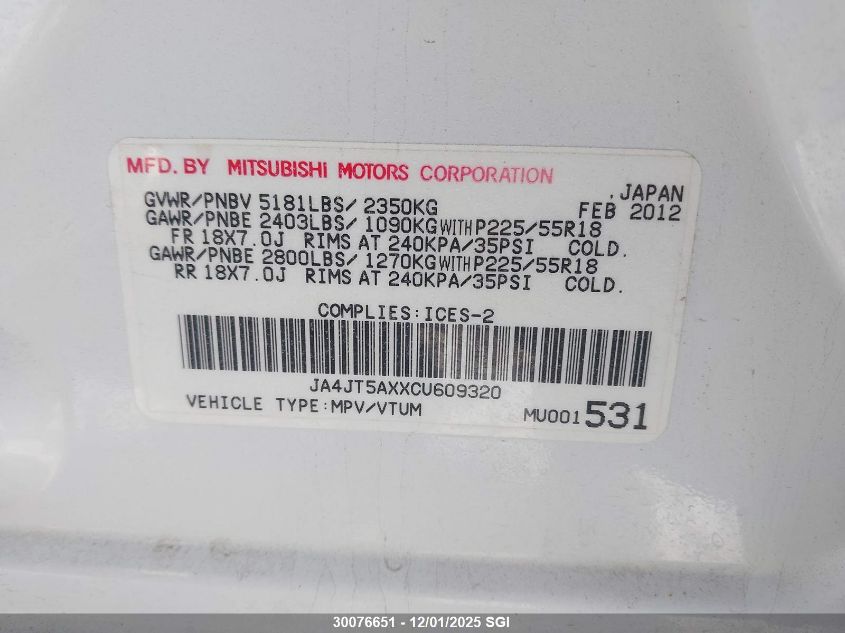 MFD. BY MITSUBISHI MOTORS CORPORATION
.JAPAN
GVWR/PNBV 5181LBS/ 2350KG FEB 2012
GAWR/PNBE 2403LBS/ 1090KG WITH P225/55R18
FR 18X7.0J RIMS AT 240KPA/35PSI COLD.
GAWR/PNBE 2800LBS/ 1270KG WITH P225/55R18
RR 18X7.0J RIMS AT 240KPA/35PSI COLD.
COMPLIES:ICES-2
JA4JT5AXXCU609320
VEHICLE TYPE:MPV/VTUM MU001531
30076651 - 12/01/2025 SGI